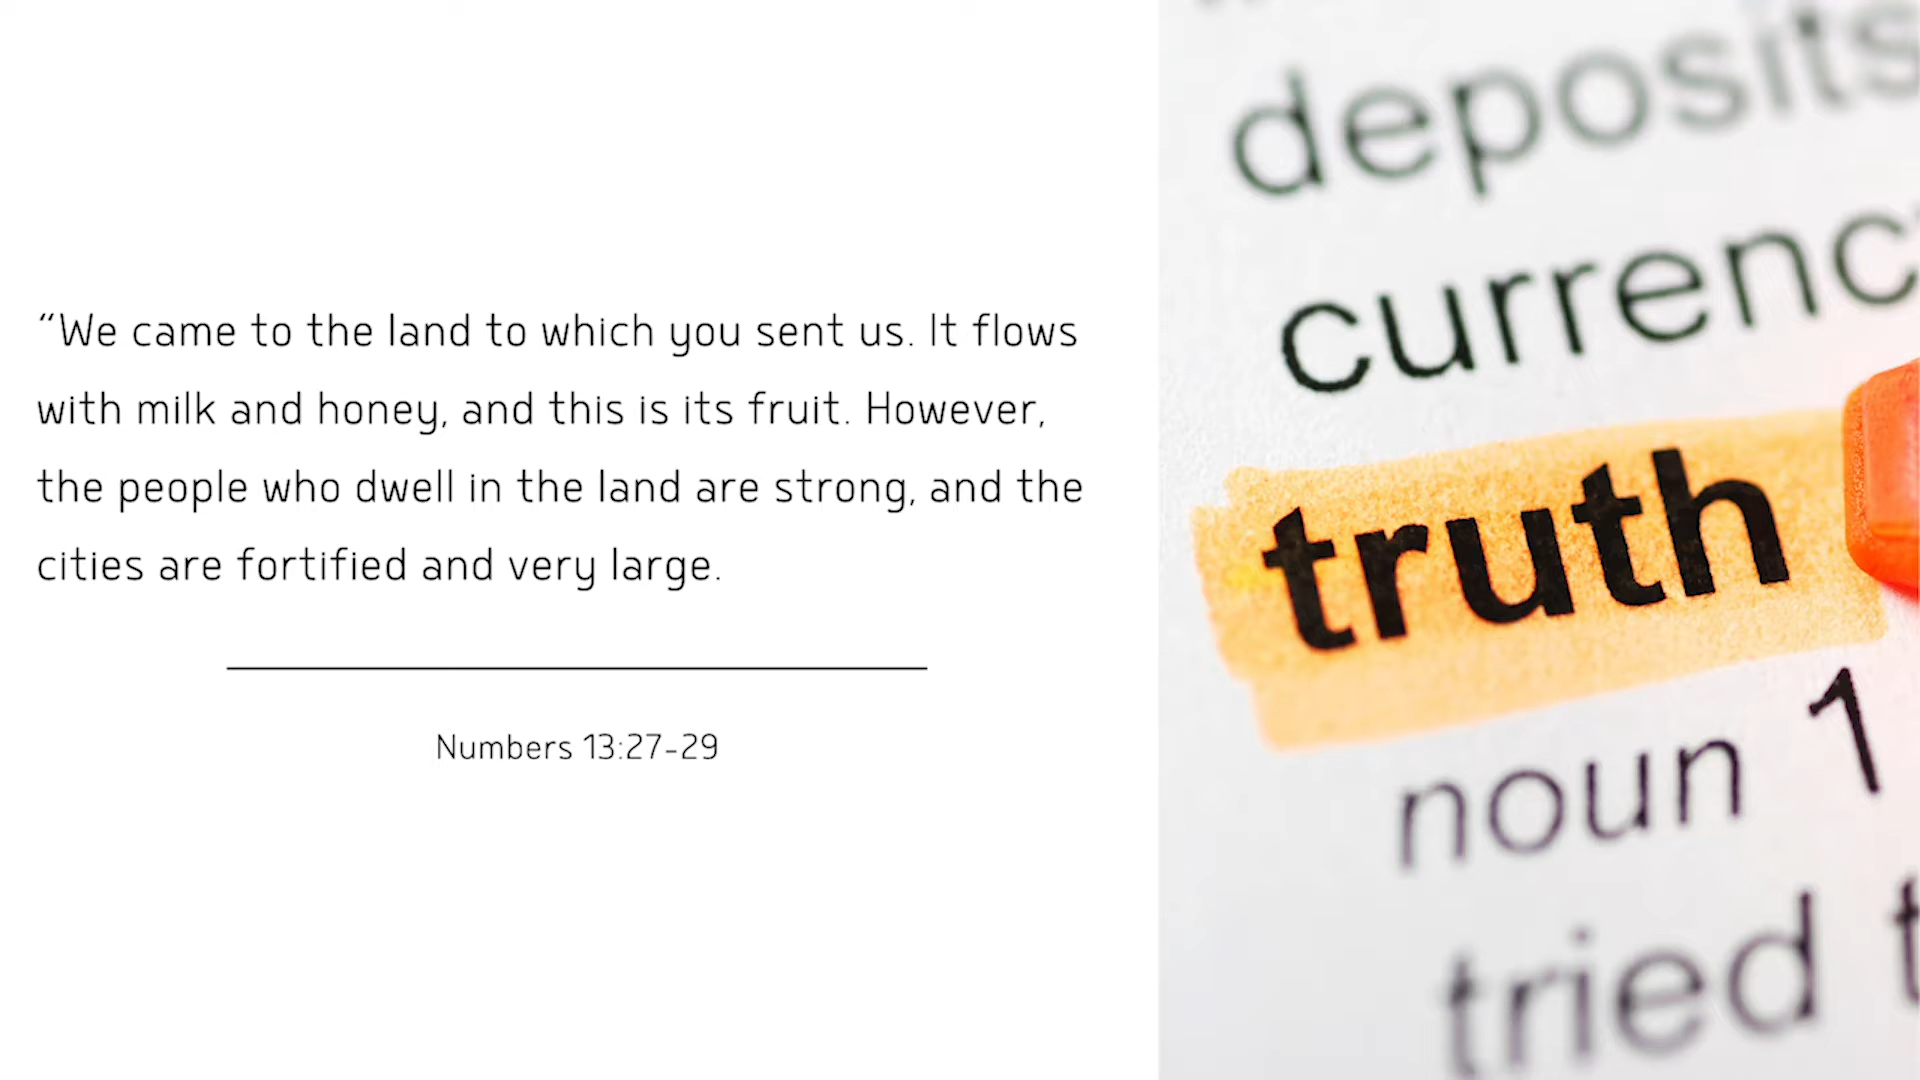 “We came to the land to which you sent us. It flows
with milk and honey, and this is its fruit. However,
the people who dwell in the land are strong, and the
cities are fortified and very large.
Numbers 13:27-29
deposits
currenc
truth
noun 1
tried t